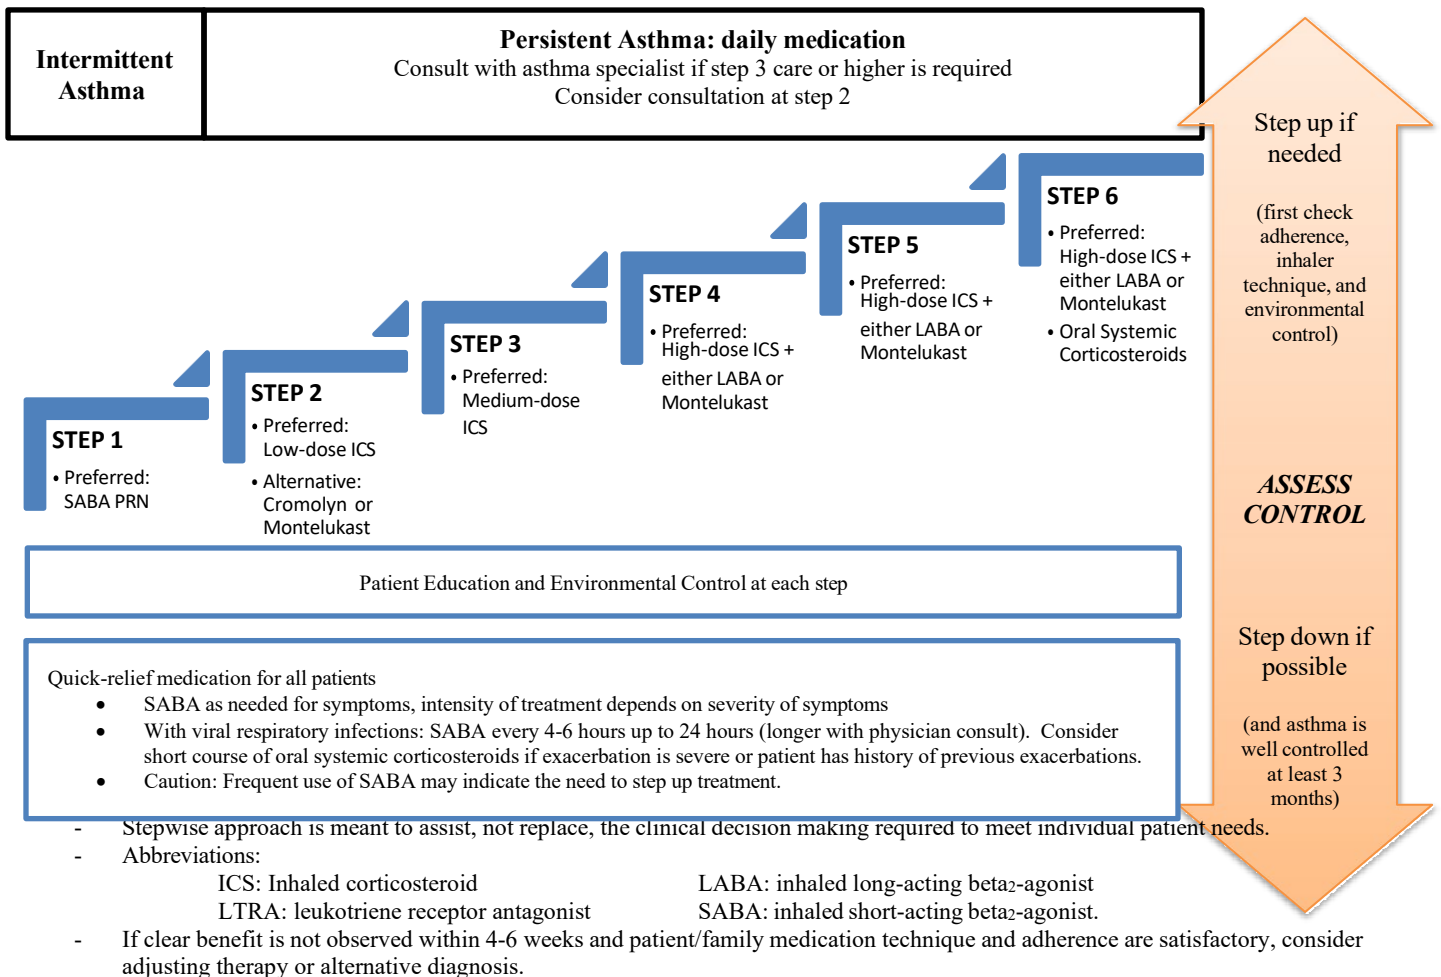 Intermittent
Asthma
Persistent Asthma: daily medication
Consult with asthma specialist if step 3 care or higher is required
Consider consultation at step 2
STEP 1
• Preferred:
SABA PRN
STEP 2
• Preferred:
Low-dose ICS
• Alternative:
Cromolyn or
Montelukast
STEP 3
• Preferred:
Medium-dose
ICS
STEP 4
• Preferred:
High-dose ICS +
either LABA or
Montelukast
STEP 5
• Preferred:
High-dose ICS +
either LABA or
Montelukast
STEP 6
• Preferred:
High-dose ICS +
either LABA or
Montelukast
• Oral Systemic
Corticosteroids
Step up if
needed
(first check
adherence,
inhaler
technique, and
environmental
control)
ASSESS
CONTROL
Step down if
possible
(and asthma is
well controlled
at least 3
months)
Patient Education and Environmental Control at each step
Quick-relief medication for all patients
• SABA as needed for symptoms, intensity of treatment depends on severity of symptoms
• With viral respiratory infections: SABA every 4-6 hours up to 24 hours (longer with physician consult). Consider
short course of oral systemic corticosteroids if exacerbation is severe or patient has history of previous exacerbations.
• Caution: Frequent use of SABA may indicate the need to step up treatment.
- Stepwise approach is meant to assist, not replace, the clinical decision making required to meet individual patient needs.
- Abbreviations:
ICS: Inhaled corticosteroid LABA: inhaled long-acting beta2-agonist
LTRA: leukotriene receptor antagonist SABA: inhaled short-acting beta2-agonist.
- If clear benefit is not observed within 4-6 weeks and patient/family medication technique and adherence are satisfactory, consider
adjusting therapy or alternative diagnosis.